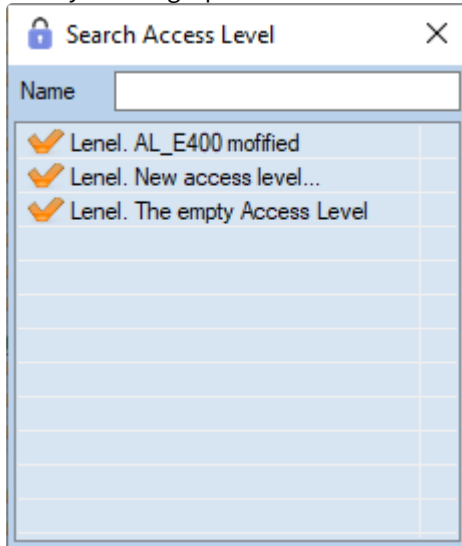 Search Access Level
Name
Lenel. AL_E400 mofified
Lenel. New access level...
Lenel. The empty Access Level